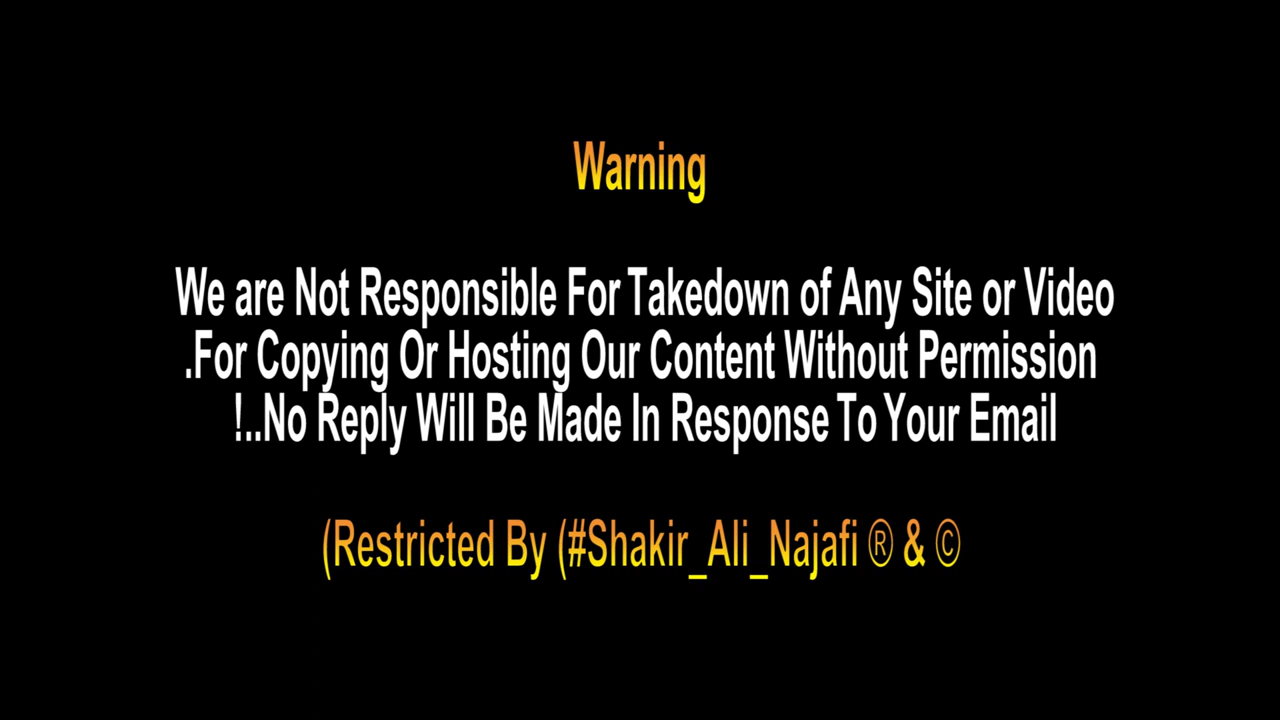 Warning
We are Not Responsible For Takedown of Any Site or Video
.For Copying Or Hosting Our Content Without Permission
!..No Reply Will Be Made In Response To Your Email
(Restricted By (#Shakir_Ali_Najafi ® & ©